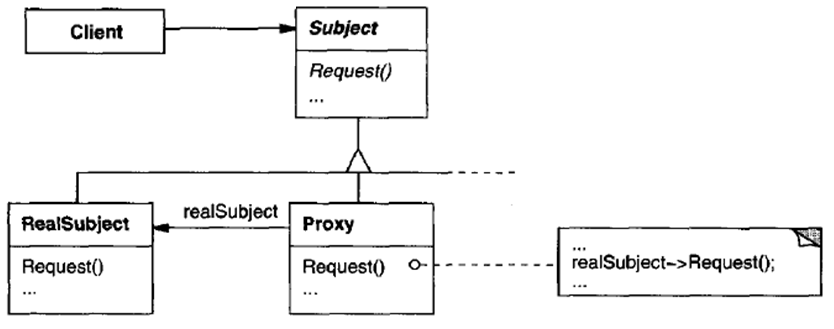 Client
Subject
Request()
...
RealSubject
Request()
...
realSubject
Proxy
Request()
...
...
realSubject->Request();
...